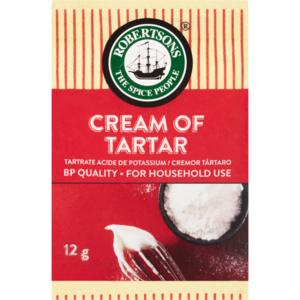 ROBERTSONS
®
THE SPICE PEOPLE
CREAM OF
TARTAR
TARTRATE ACIDE DE POTASSIUM / CREMOR TÁRTARO
BP QUALITY • FOR HOUSEHOLD USE
12 g